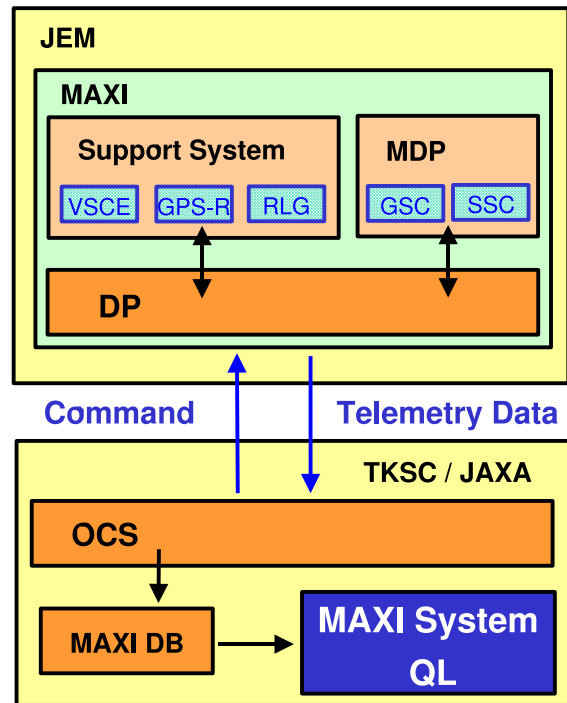 JEM
MAXI
Support System
MDP
VSCE
GPS-R
RLG
GSC
SSC
DP
Command
Telemetry Data
TKSC / JAXA
OCS
MAXI DB
MAXI System
QL